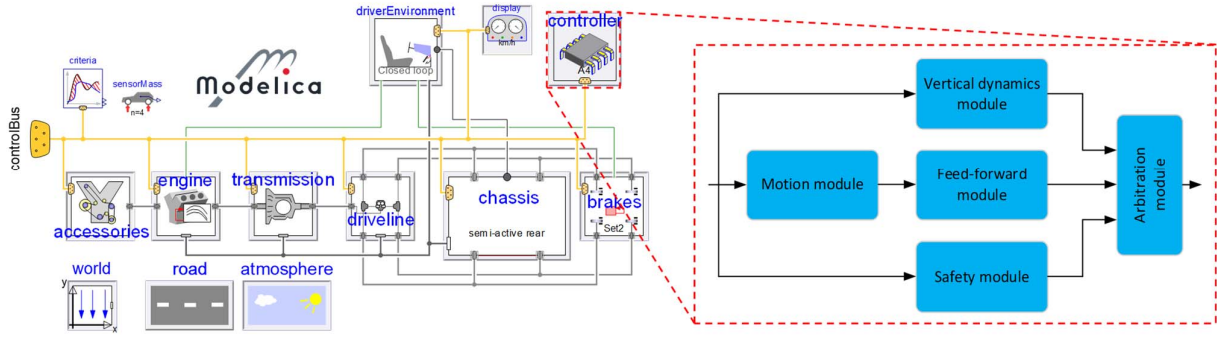 driverEnvironment
display
km/h
controller
A4
Closed loop
criteria
sensorMass
n=4
Modelica
controlBus
accessories
engine
transmission
driveline
chassis
semi-active rear
brakes
Set2
world
y
x
road
atmosphere
Vertical dynamics
module
Motion module
Feed-forward
module
Safety module
Arbitration
module